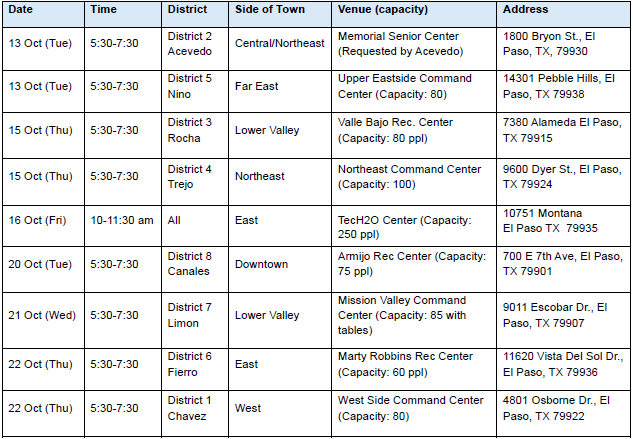 Date Time District Side of Town Venue (capacity) Address
13 Oct (Tue) 5:30-7:30 District 2 Acevedo Central/Northeast Memorial Senior Center (Requested by Acevedo) 1800 Bryon St., El Paso, TX, 79930
13 Oct (Tue) 5:30-7:30 District 5 Nino Far East Upper Eastside Command Center (Capacity: 80) 14301 Pebble Hills, El Paso, TX 79938
15 Oct (Thu) 5:30-7:30 District 3 Rocha Lower Valley Valle Bajo Rec. Center (Capacity: 80 ppl) 7380 Alameda El Paso, TX 79915
15 Oct (Thu) 5:30-7:30 District 4 Trejo Northeast Northeast Command Center (Capacity: 100) 9600 Dyer St., El Paso, TX 79924
16 Oct (Fri) 10-11:30 am All East TecH2O Center (Capacity: 250 ppl) 10751 Montana El Paso TX 79935
20 Oct (Tue) 5:30-7:30 District 8 Canales Downtown Armijo Rec Center (Capacity: 75 ppl) 700 E 7th Ave, El Paso, TX 79901
21 Oct (Wed) 5:30-7:30 District 7 Limon Lower Valley Mission Valley Command Center (Capacity: 85 with tables) 9011 Escobar Dr., El Paso, TX 79907
22 Oct (Thu) 5:30-7:30 District 6 Fierro East Marty Robbins Rec Center (Capacity: 60 ppl) 11620 Vista Del Sol Dr., El Paso, TX 79936
22 Oct (Thu) 5:30-7:30 District 1 Chavez West West Side Command Center (Capacity: 80) 4801 Osborne Dr., El Paso, TX 79922